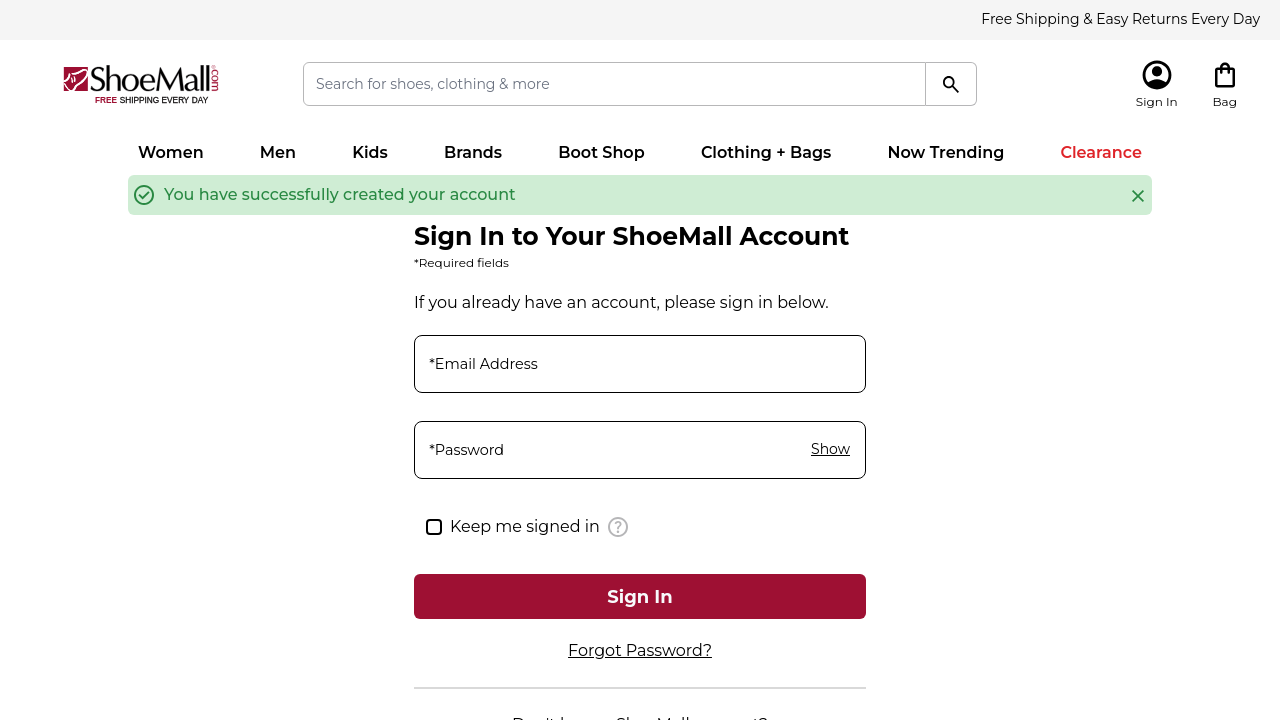 Free Shipping & Easy Returns Every Day
ShoeMall.com
FREE SHIPPING EVERY DAY
Search for shoes, clothing & more
Sign In
Bag
Women Men Kids Brands Boot Shop Clothing + Bags Now Trending Clearance
You have successfully created your account
Sign In to Your ShoeMall Account
*Required fields
If you already have an account, please sign in below.
*Email Address
*Password
Show
Keep me signed in ?
Sign In
Forgot Password?